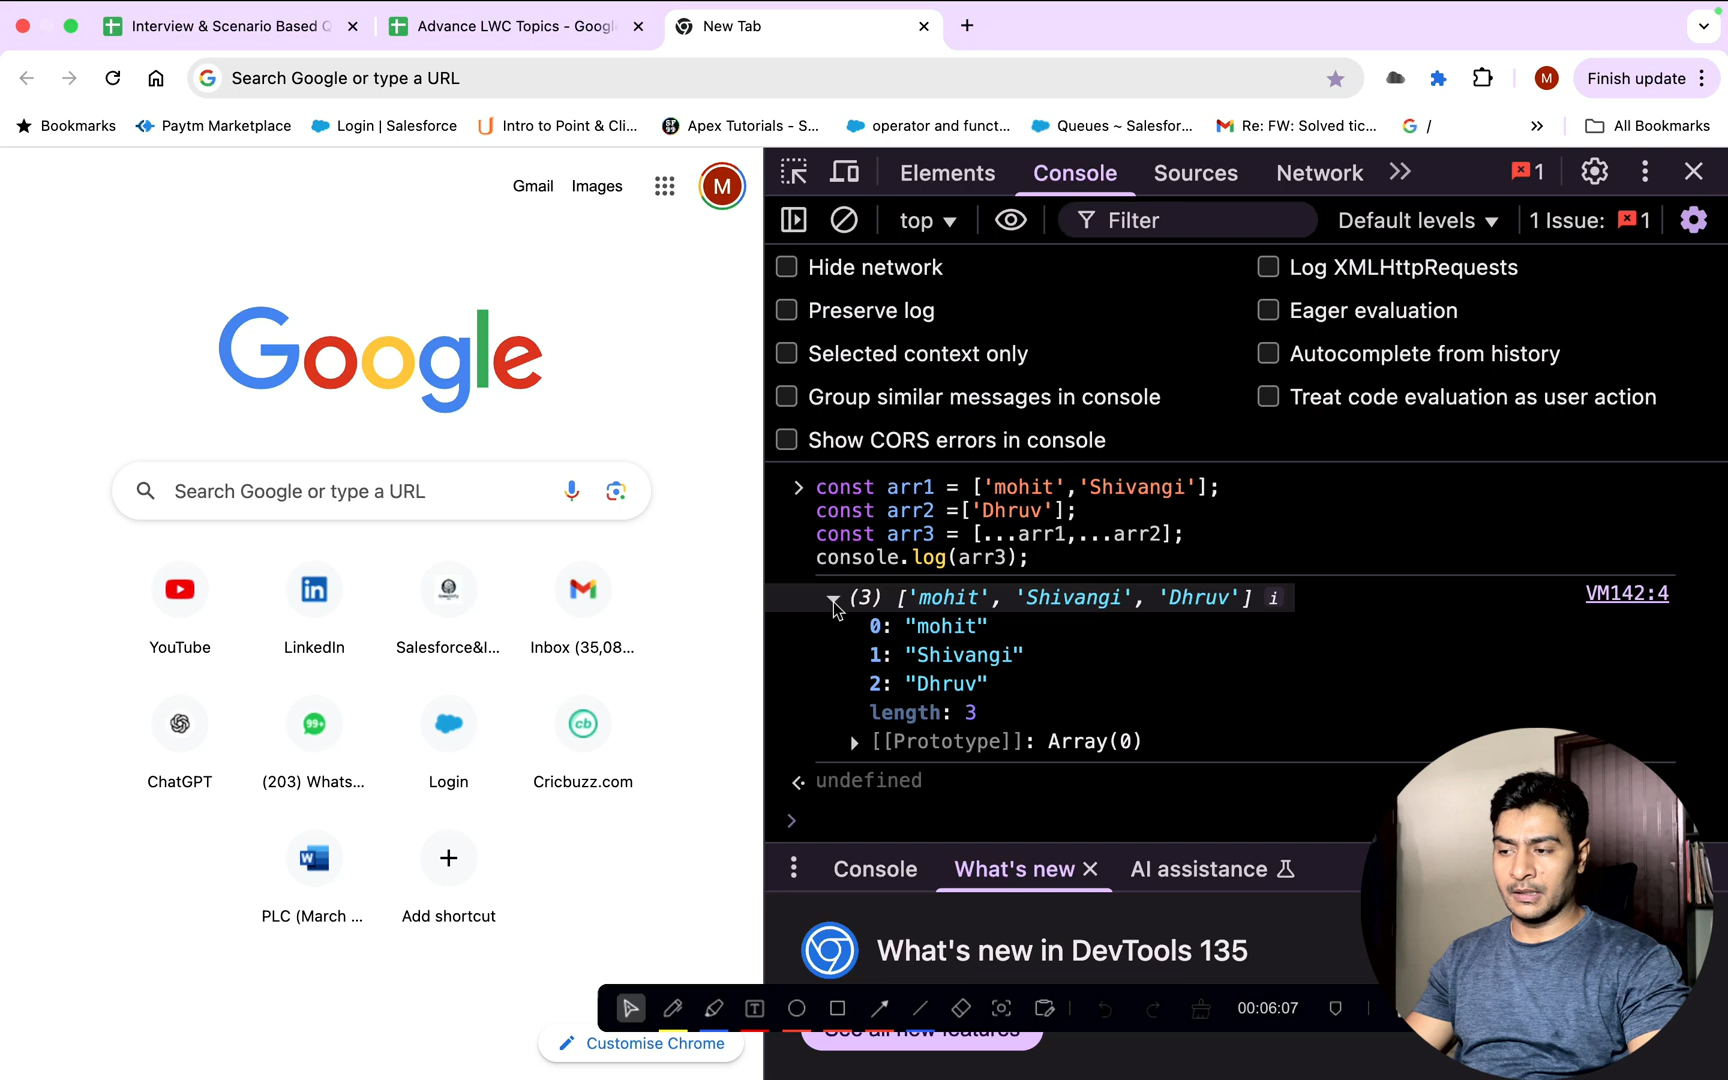 Interview & Scenario Based Q
Advance LWC Topics - Googl
New Tab
Search Google or type a URL
M
Finish update
Bookmarks
Paytm Marketplace
Login | Salesforce
Intro to Point & Cli...
Apex Tutorials - S...
operator and funct...
Queues ~ Salesfor...
Re: FW: Solved tic...
/
All Bookmarks
Gmail
Images
M
Elements
Console
Sources
Network
1
top
Filter
Default levels
1 Issue:
1
Hide network
Log XMLHttpRequests
Preserve log
Eager evaluation
Selected context only
Autocomplete from history
Group similar messages in console
Treat code evaluation as user action
Show CORS errors in console
Google
Search Google or type a URL
YouTube
LinkedIn
Salesforce&I...
Inbox (35,08...
99+
cb
ChatGPT
(203) Whats...
Login
Cricbuzz.com
W
PLC (March ...
Add shortcut
Customise Chrome
const arr1 = ['mohit','Shivangi'];
const arr2 =['Dhruv'];
const arr3 = [...arr1,...arr2];
console.log(arr3);
(3) ['mohit', 'Shivangi', 'Dhruv'] i
VM142:4
0: "mohit"
1: "Shivangi"
2: "Dhruv"
length: 3
[[Prototype]]: Array(0)
undefined
Console
What's new
AI assistance
What's new in DevTools 135
T
00:06:07
See all new features